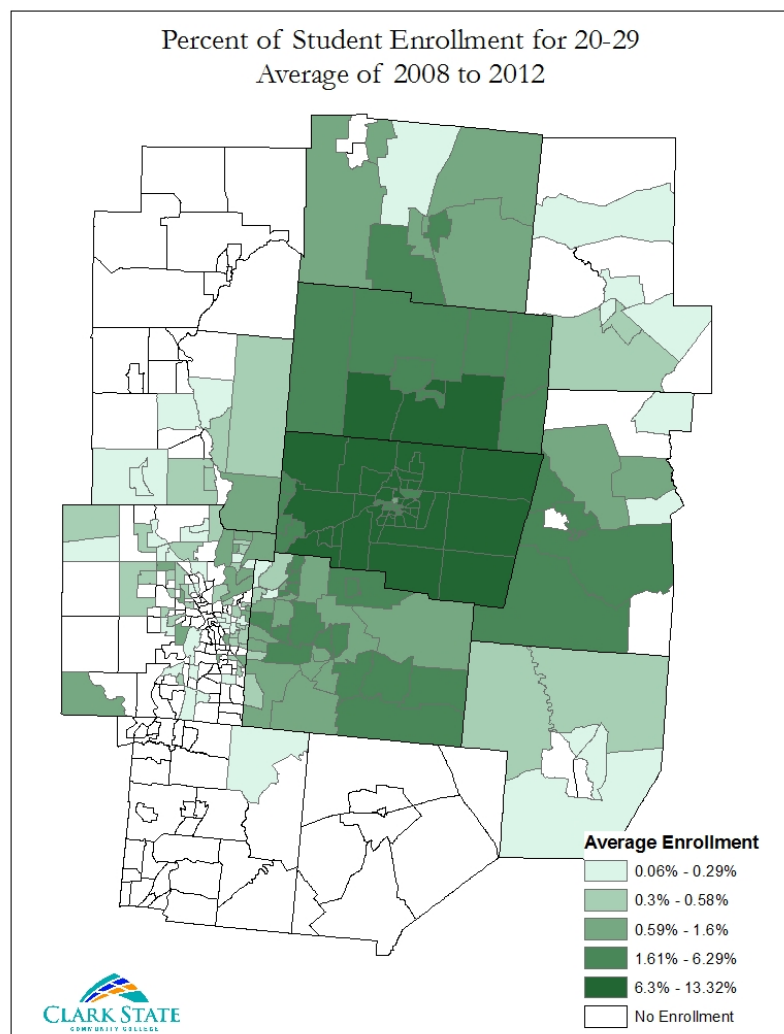 Percent of Student Enrollment for 20-29
Average of 2008 to 2012
Average Enrollment
0.06% - 0.29%
0.3% - 0.58%
0.59% - 1.6%
1.61% - 6.29%
6.3% - 13.32%
No Enrollment
CLARK STATE
COMMUNITY COLLEGE